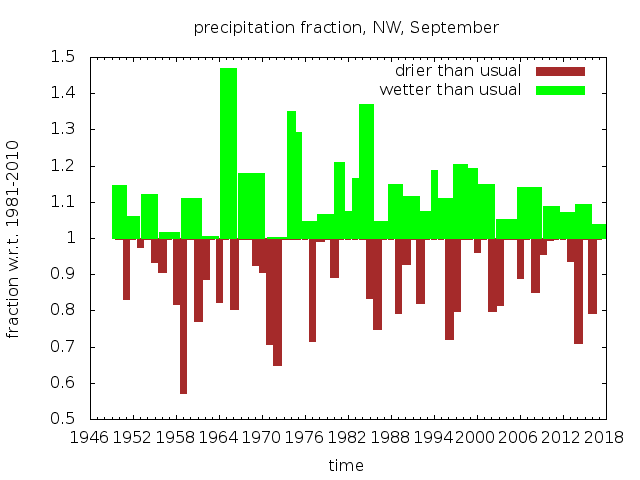 precipitation fraction, NW, September
drier than usual
wetter than usual
fraction w.r.t. 1981-2010
1.5
1.4
1.3
1.2
1.1
1
0.9
0.8
0.7
0.6
0.5
1946 1952 1958 1964 1970 1976 1982 1988 1994 2000 2006 2012 2018
time